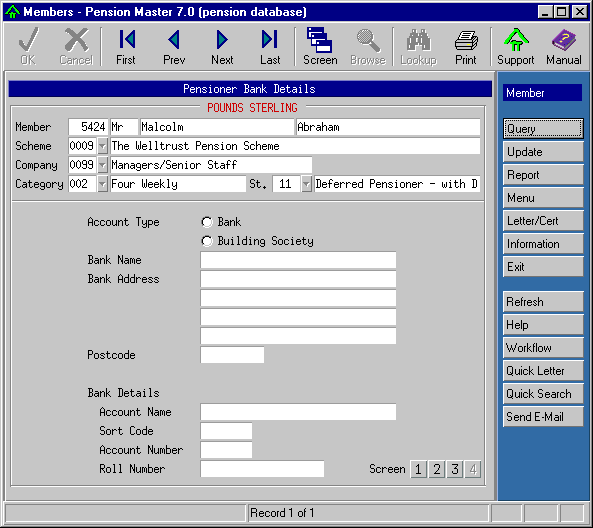 Members - Pension Master 7.0 (pension database)
OK Cancel First Prev Next Last Screen Browse Lookup Print Support Manual
Pensioner Bank Details
POUNDS STERLING
Member 5424 Mr Malcolm Abraham
Scheme 0009 The Welltrust Pension Scheme
Company 0099 Managers/Senior Staff
Category 002 Four Weekly St. 11 Deferred Pensioner - with D
Account Type Bank
Building Society
Bank Name
Bank Address
Postcode
Bank Details
Account Name
Sort Code
Account Number
Roll Number Screen 1 2 3 4
Member
Query
Update
Report
Menu
Letter/Cert
Information
Exit
Refresh
Help
Workflow
Quick Letter
Quick Search
Send E-Mail
Record 1 of 1